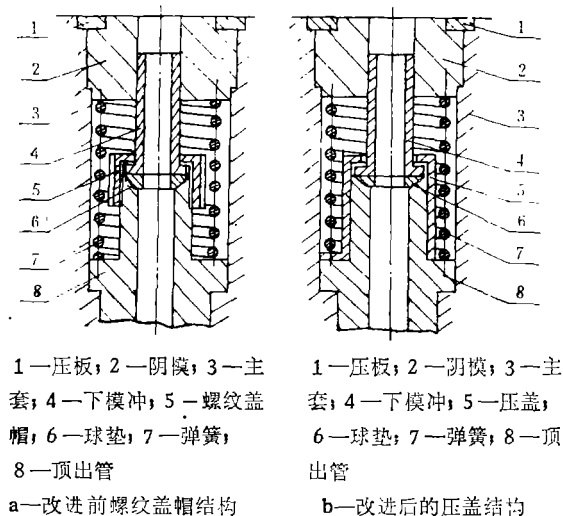 1
2
3
4
5
6
7
8
1
2
3
4
5
6
7
8
1—压板；2—阴模；3—主
套；4—下模冲；5—螺纹盖
帽；6—球垫；7—弹簧；
8—顶出管
a—改进前螺纹盖帽结构
1—压板；2—阴模；3—主
套；4—下模冲；5—压盖；
6—球垫；7—弹簧；8—顶
出管
b—改进后的压盖结构